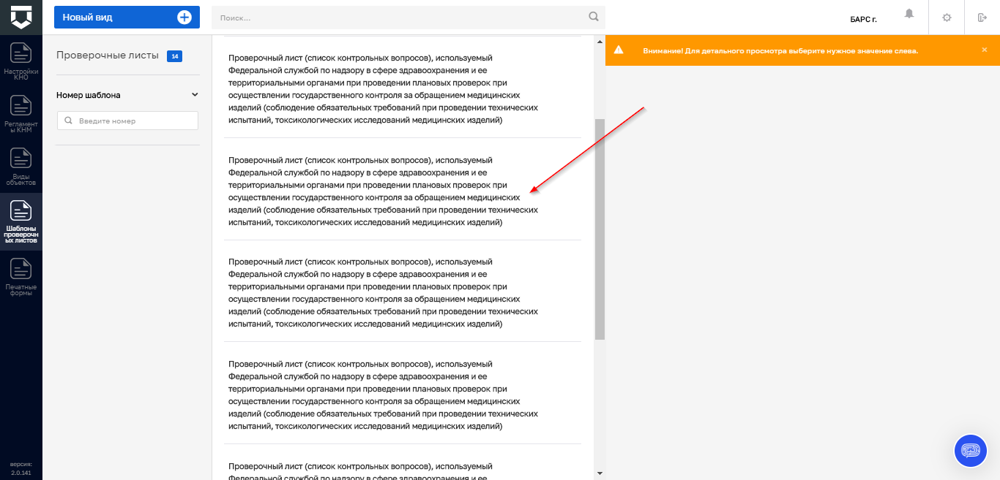 Новый вид
Поиск...
БАРС г.
Настройки
КНО
Регламент
ы КНМ
Виды
объектов
Шаблоны
проверочн
ых листов
Печатные
формы
версия:
2.0.141
Проверочные листы 14
Номер шаблона
Введите номер
Проверочный лист (список контрольных вопросов), используемый
Федеральной службой по надзору в сфере здравоохранения и ее
территориальными органами при проведении плановых проверок при
осуществлении государственного контроля за обращением медицинских
изделий (соблюдение обязательных требований при проведении технических
испытаний, токсикологических исследований медицинских изделий)
Проверочный лист (список контрольных вопросов), используемый
Федеральной службой по надзору в сфере здравоохранения и ее
территориальными органами при проведении плановых проверок при
осуществлении государственного контроля за обращением медицинских
изделий (соблюдение обязательных требований при проведении технических
испытаний, токсикологических исследований медицинских изделий)
Проверочный лист (список контрольных вопросов), используемый
Федеральной службой по надзору в сфере здравоохранения и ее
территориальными органами при проведении плановых проверок при
осуществлении государственного контроля за обращением медицинских
изделий (соблюдение обязательных требований при проведении технических
испытаний, токсикологических исследований медицинских изделий)
Проверочный лист (список контрольных вопросов), используемый
Федеральной службой по надзору в сфере здравоохранения и ее
территориальными органами при проведении плановых проверок при
осуществлении государственного контроля за обращением медицинских
изделий (соблюдение обязательных требований при проведении технических
испытаний, токсикологических исследований медицинских изделий)
Проверочный лист (список контрольных вопросов), используемый
Федеральной службой по надзору в сфере здравоохранения и ее
Внимание! Для детального просмотра выберите нужное значение слева.